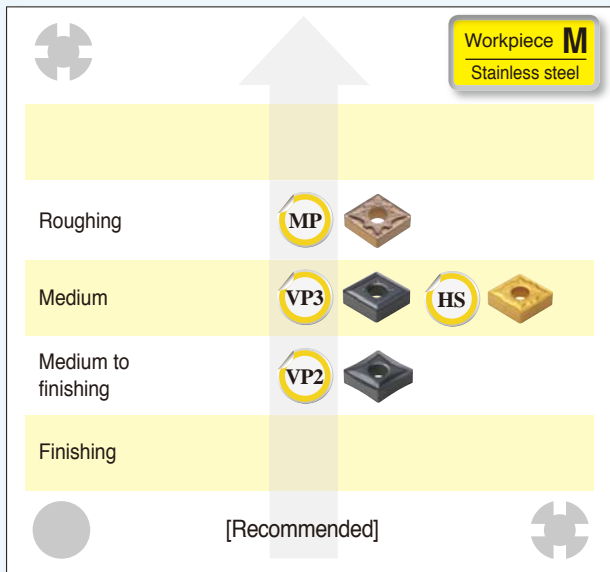 Workpiece M
Stainless steel
Roughing
MP
Medium
VP3
HS
Medium to
finishing
VP2
Finishing
[Recommended]